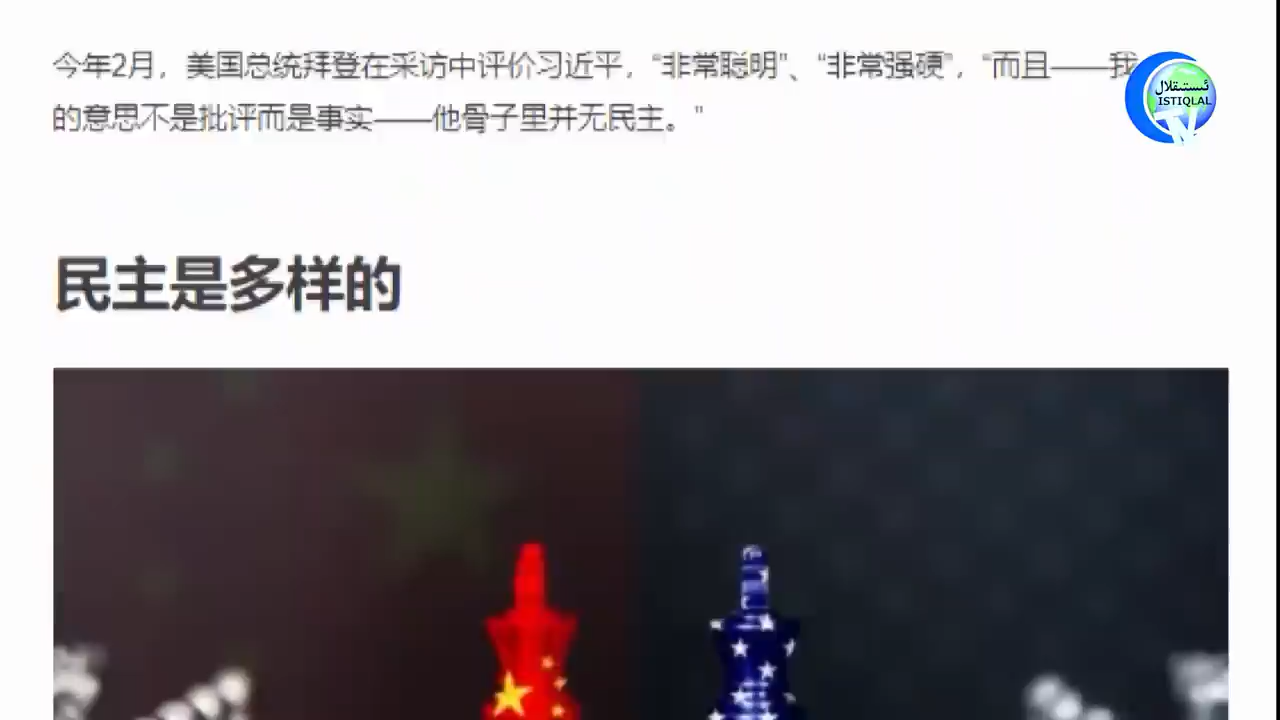 今年2月，美国总统拜登在采访中评价习近平，“非常聪明”、“非常强硬”，“而且——我
的意思不是批评而是事实——他骨子里并无民主。”
ئىستىقلال
ISTIQLAL
TV
民主是多样的